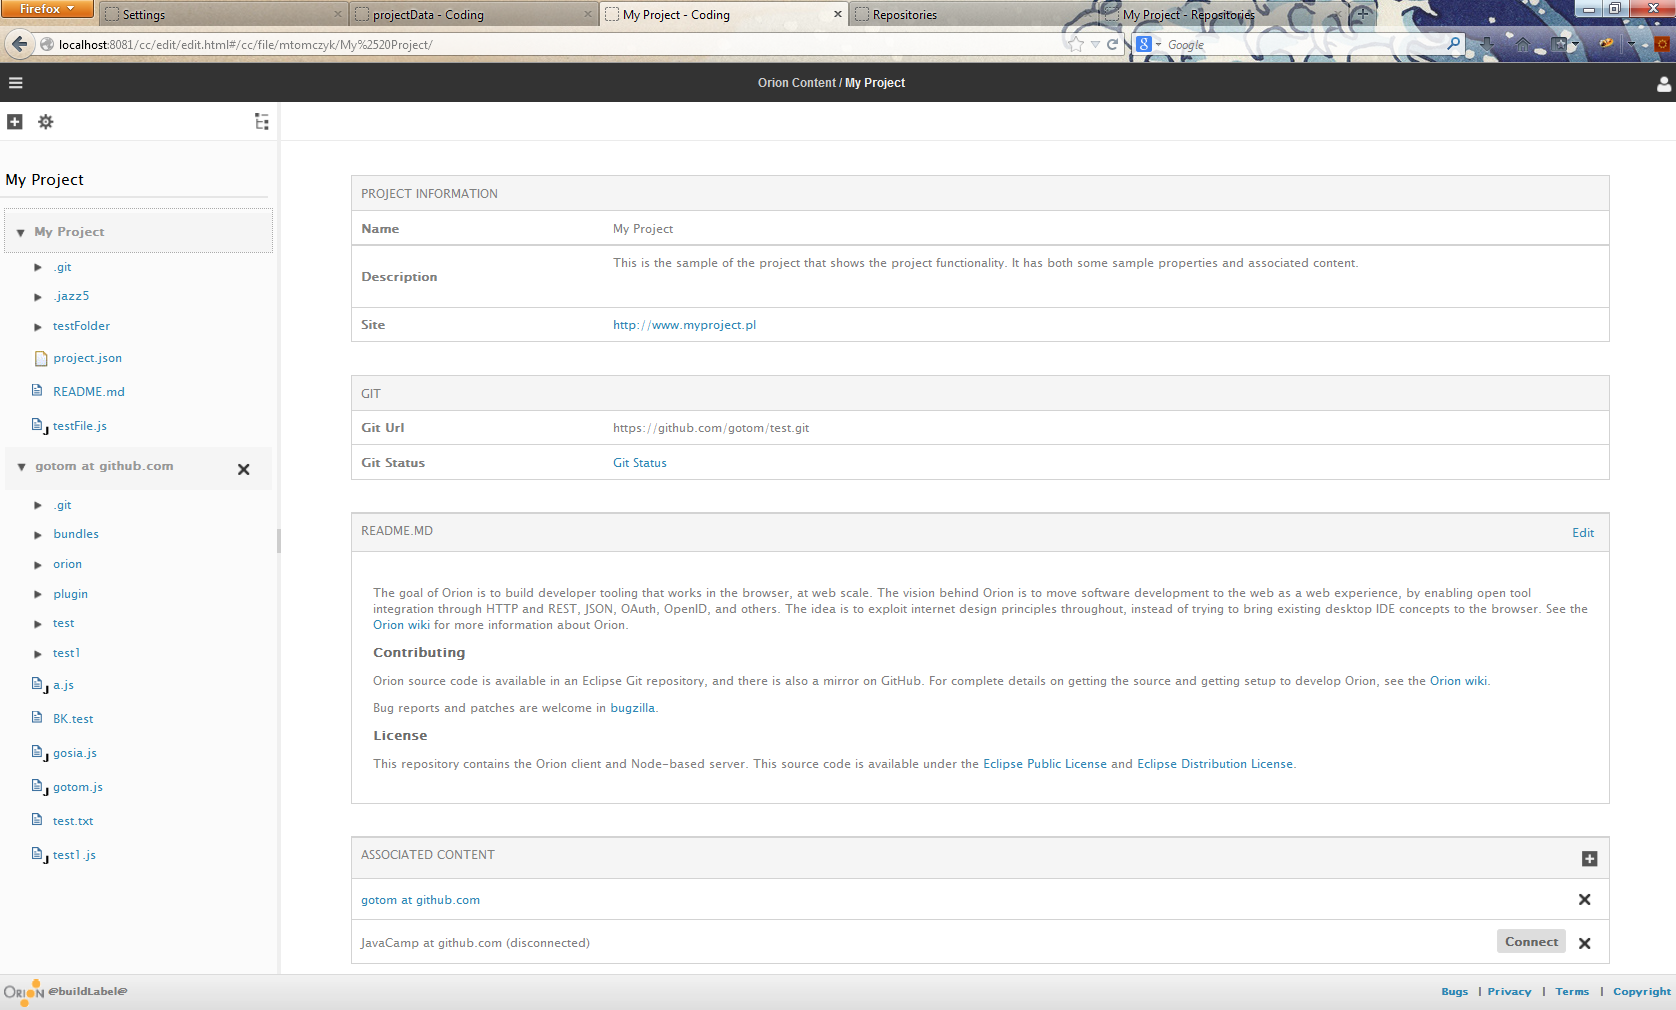 Firefox
Settings
projectData - Coding
My Project - Coding
Repositories
My Project - Repositories
localhost:8081/cc/edit/edit.html#/cc/file/mtomczyk/My%2520Project/
8
Google
Orion Content / My Project
My Project
My Project
.git
.jazz5
testFolder
project.json
README.md
testFile.js
gotom at github.com
.git
bundles
orion
plugin
test
test1
a.js
BK.test
gosia.js
gotom.js
test.txt
test1.js
PROJECT INFORMATION
Name My Project
Description This is the sample of the project that shows the project functionality. It has both some sample properties and associated content.
Site http://www.myproject.pl
GIT
Git Url https://github.com/gotom/test.git
Git Status Git Status
README.MD Edit
The goal of Orion is to build developer tooling that works in the browser, at web scale. The vision behind Orion is to move software development to the web as a web experience, by enabling open tool
integration through HTTP and REST, JSON, OAuth, OpenID, and others. The idea is to exploit internet design principles throughout, instead of trying to bring existing desktop IDE concepts to the browser. See the
Orion wiki for more information about Orion.
Contributing
Orion source code is available in an Eclipse Git repository, and there is also a mirror on GitHub. For complete details on getting the source and getting setup to develop Orion, see the Orion wiki.
Bug reports and patches are welcome in bugzilla.
License
This repository contains the Orion client and Node-based server. This source code is available under the Eclipse Public License and Eclipse Distribution License.
ASSOCIATED CONTENT
gotom at github.com
JavaCamp at github.com (disconnected) Connect
ORION @buildLabel@
Bugs | Privacy | Terms | Copyright